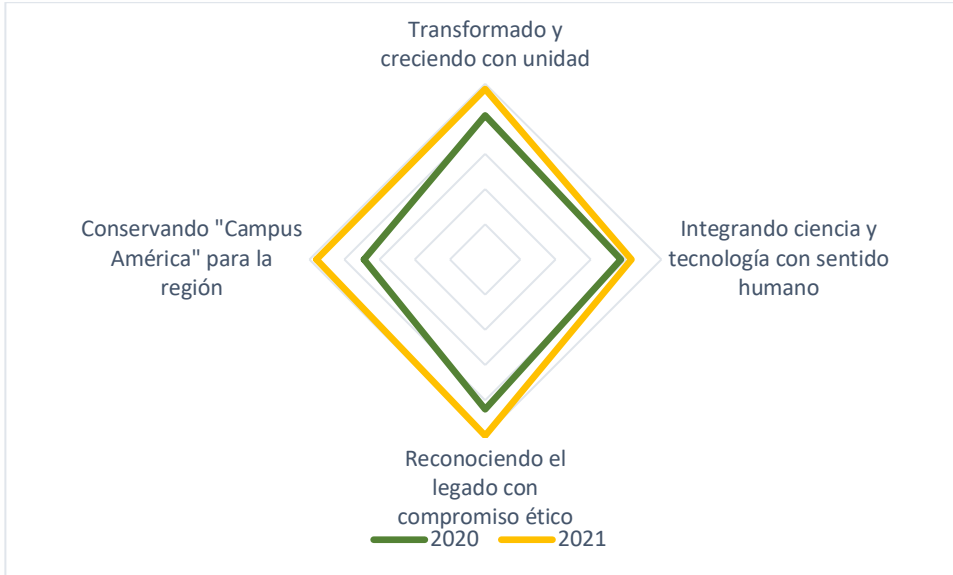 Transformado y
creciendo con unidad
Conservando "Campus
América" para la
región
Integrando ciencia y
tecnología con sentido
humano
Reconociendo el
legado con
compromiso ético
2020
2021